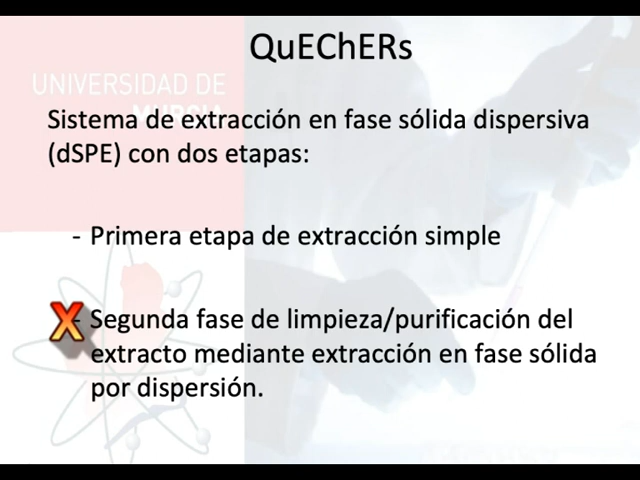 QuEChERs
UNIVERSIDAD DE
MURCIA
Sistema de extracción en fase sólida dispersiva
(dSPE) con dos etapas:
- Primera etapa de extracción simple
X - Segunda fase de limpieza/purificación del
extracto mediante extracción en fase sólida
por dispersión.